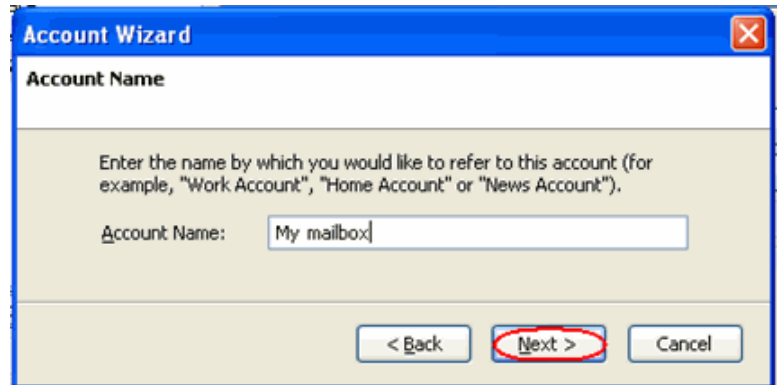 Account Wizard
Account Name
Enter the name by which you would like to refer to this account (for
example, "Work Account", "Home Account" or "News Account").
Account Name: My mailbox
< Back Next > Cancel